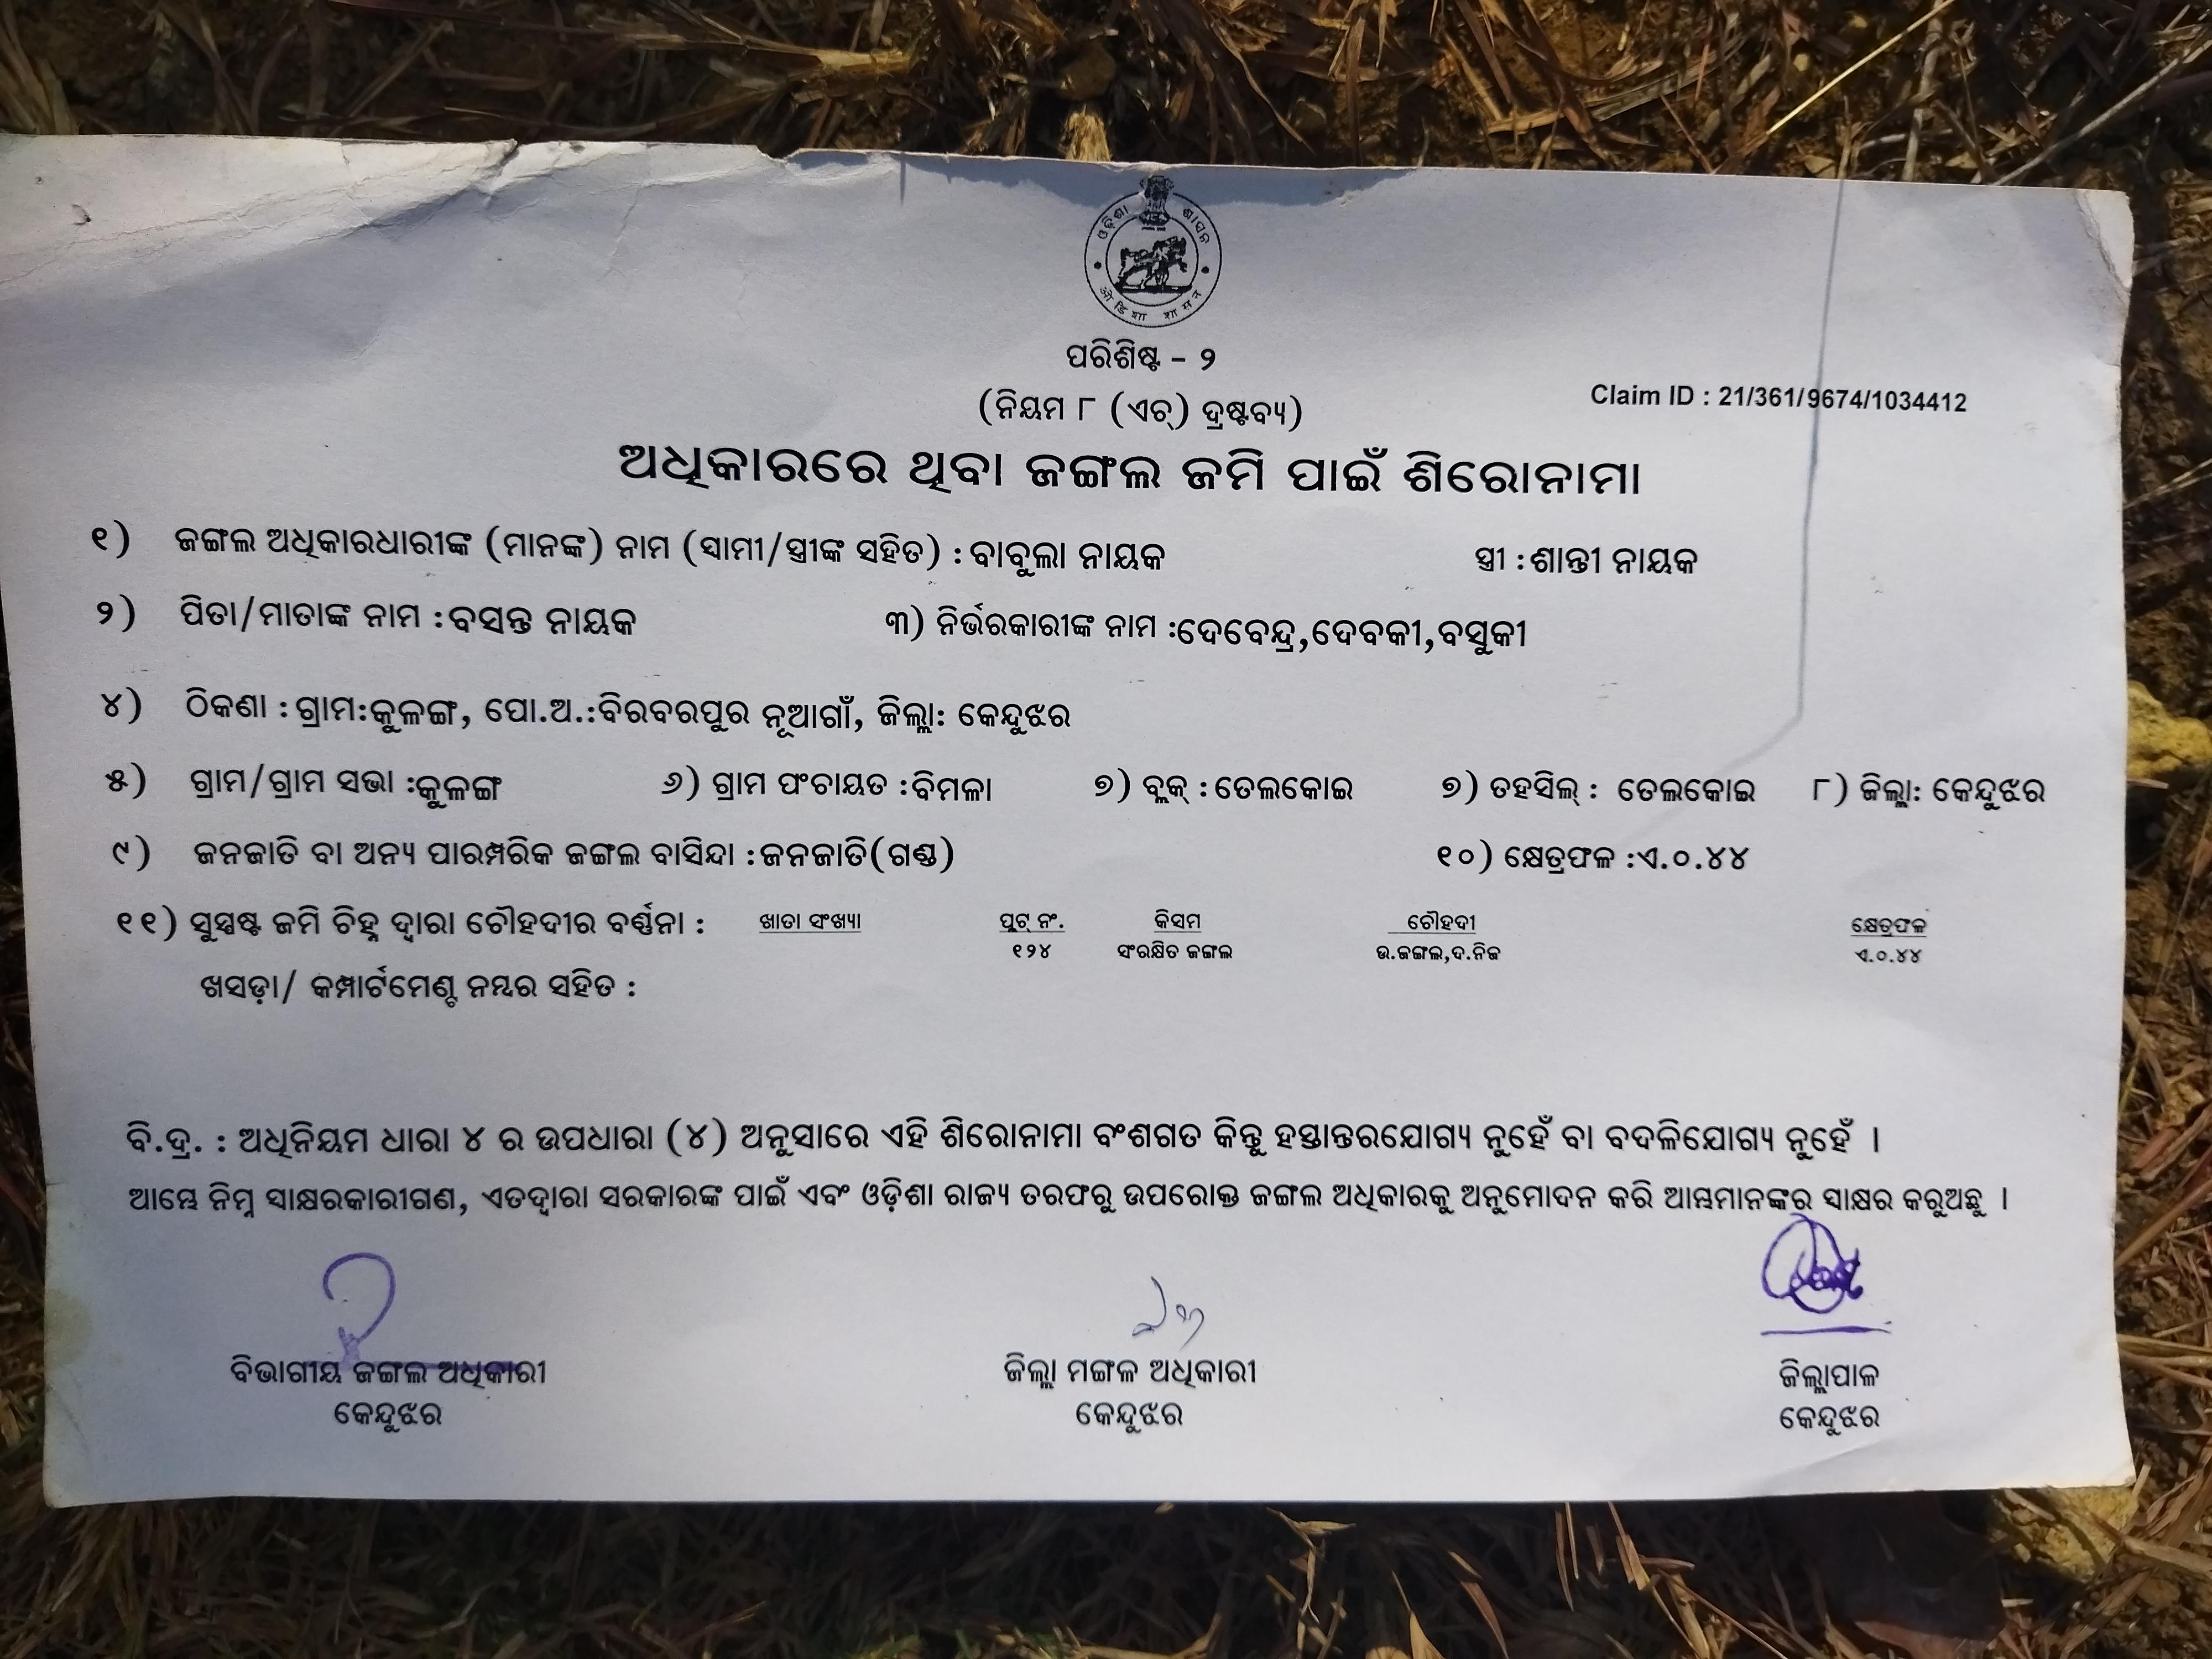 ଓଡ଼ିଶା ଶାସନ
ओडिशा शासन
ପରିଶିଷ୍ଟ - ୨
(ନିୟମ ୮ (ଏଚ୍) ଦ୍ରଷ୍ଟବ୍ୟ)
Claim ID : 21/361/9674/1034412
ଅଧିକାରରେ ଥିବା ଜଙ୍ଗଲ ଜମି ପାଇଁ ଶିରୋନାମା
୧) ଜଙ୍ଗଲ ଅଧିକାରଧାରୀଙ୍କ (ମାନଙ୍କ) ନାମ (ସ୍ଵାମୀ/ସ୍ତ୍ରୀଙ୍କ ସହିତ) : ବାବୁଲା ନାୟକ ସ୍ତ୍ରୀ : ଶାନ୍ତୀ ନାୟକ
୨) ପିତା/ମାତାଙ୍କ ନାମ : ବସନ୍ତ ନାୟକ ୩) ନିର୍ଭରକାରୀଙ୍କ ନାମ : ଦେବେନ୍ଦ୍ର,ଦେବକୀ,ବସୁକୀ
୪) ଠିକଣା : ଗ୍ରାମ:କୁଳଙ୍ଗ, ପୋ.ଅ.:ବିରବରପୁର ନୂଆଗାଁ, ଜିଲ୍ଲା: କେନ୍ଦୁଝର
୫) ଗ୍ରାମ/ଗ୍ରାମ ସଭା :କୁଳଙ୍ଗ ୬) ଗ୍ରାମ ପଂଚାୟତ : ବିମଳା ୭) ବ୍ଲକ୍ : ତେଲକୋଇ ୭) ତହସିଲ୍ : ତେଲକୋଇ ୮) ଜିଲ୍ଲା: କେନ୍ଦୁଝର
୯) ଜନଜାତି ବା ଅନ୍ୟ ପାରମ୍ପରିକ ଜଙ୍ଗଲ ବାସିନ୍ଦା : ଜନଜାତି(ଗଣ୍ଡ) ୧୦) କ୍ଷେତ୍ରଫଳ :ଏ.୦.୪୪
୧୧) ସୁସ୍ପଷ୍ଟ ଜମି ଚିହ୍ନ ଦ୍ୱାରା ଚୌହଦୀର ବର୍ଣ୍ଣନା : ଖାତା ସଂଖ୍ୟା ପ୍ଲଟ୍ ନଂ. କିସମ ଚୌହଦୀ କ୍ଷେତ୍ରଫଳ
୧୨୪ ସଂରକ୍ଷିତ ଜଙ୍ଗଲ ଉ.ଜଙ୍ଗଲ,ଦ.ନିଜ ଏ.୦.୪୪
ଖସଡ଼ା/ କମ୍ପାର୍ଟମେଣ୍ଟ ନମ୍ବର ସହିତ :
ବି.ଦ୍ର. : ଅଧିନିୟମ ଧାରା ୪ ର ଉପଧାରା (୪) ଅନୁସାରେ ଏହି ଶିରୋନାମା ବଂଶଗତ କିନ୍ତୁ ହସ୍ତାନ୍ତରଯୋଗ୍ୟ ନୁହେଁ ବା ବଦଳିଯୋଗ୍ୟ ନୁହେଁ ।
ଆମ୍ଭେ ନିମ୍ନ ସାକ୍ଷରକାରୀଗଣ, ଏତଦ୍ୱାରା ସରକାରଙ୍କ ପାଇଁ ଏବଂ ଓଡ଼ିଶା ରାଜ୍ୟ ତରଫରୁ ଉପରୋକ୍ତ ଜଙ୍ଗଲ ଅଧିକାରକୁ ଅନୁମୋଦନ କରି ଆମ୍ଭମାନଙ୍କର ସାକ୍ଷର କରୁଅଛୁ ।
ବିଭାଗୀୟ ଜଙ୍ଗଲ ଅଧିକାରୀ ଜିଲ୍ଲା ମଙ୍ଗଳ ଅଧିକାରୀ ଜିଲ୍ଲାପାଳ
କେନ୍ଦୁଝର କେନ୍ଦୁଝର କେନ୍ଦୁଝର